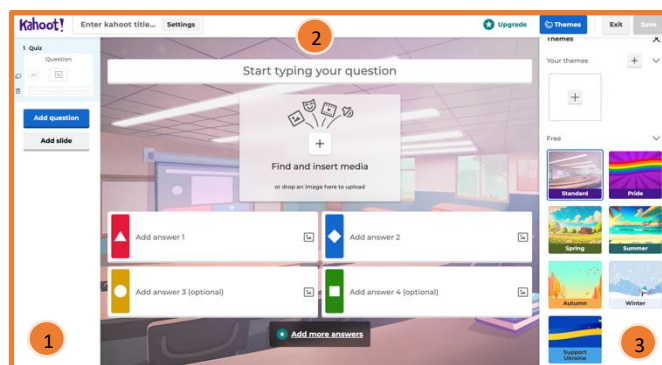 Kahoot!
Enter kahoot title...
Settings
2
Upgrade
Themes
Exit
Save
1 Quiz
Question
Add question
Add slide
1
Start typing your question
Find and insert media
or drop an image here to upload
Add answer 1
Add answer 2
Add answer 3 (optional)
Add answer 4 (optional)
Add more answers
Themes
Your themes
Free
Standard
Pride
Spring
Summer
Autumn
Winter
Support
Ukraine
3